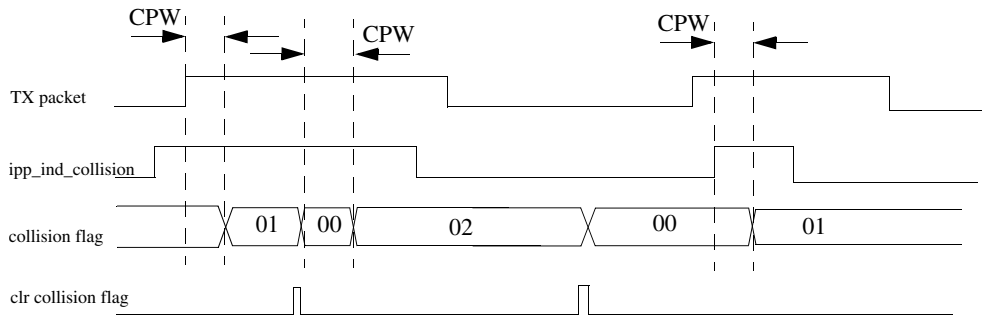 CPW
CPW
CPW
TX packet
ipp_ind_collision
collision flag
01
00
02
00
01
clr collision flag